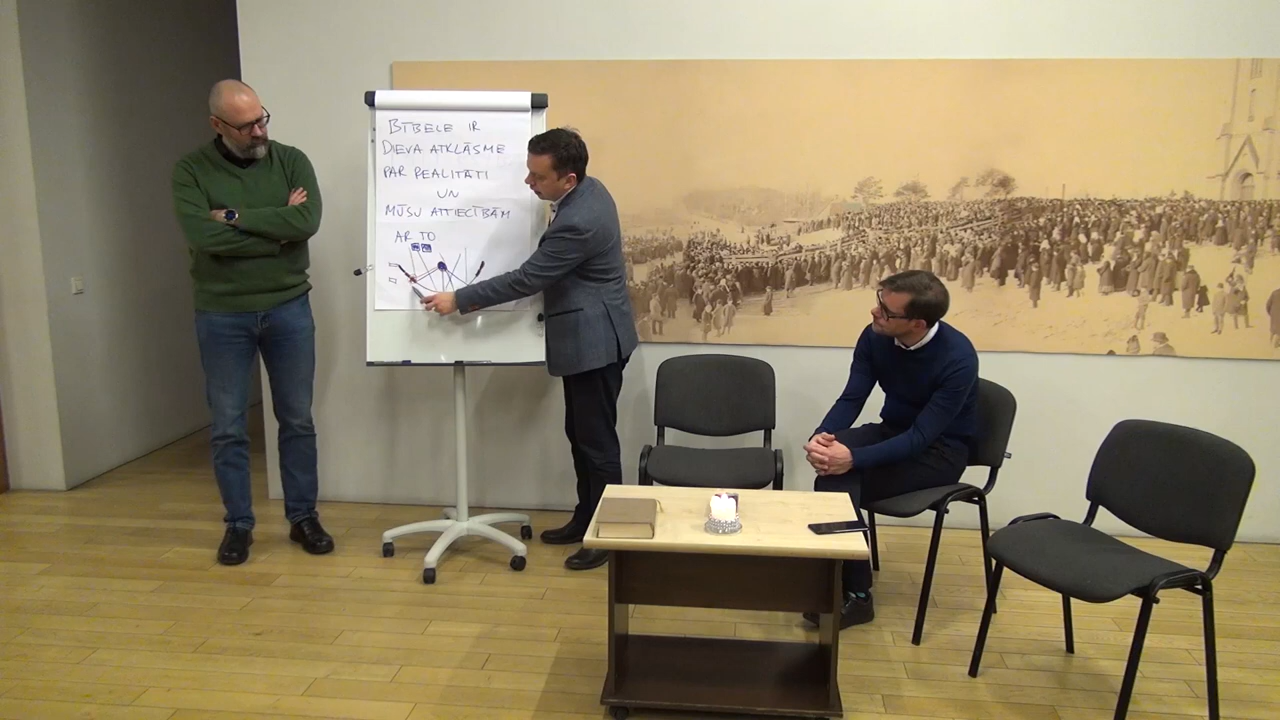 BĪBELE IR
DIEVA ATKLĀSME
PAR REALITĀTI
UN
MŪSU ATTIECĪBĀM
AR TO